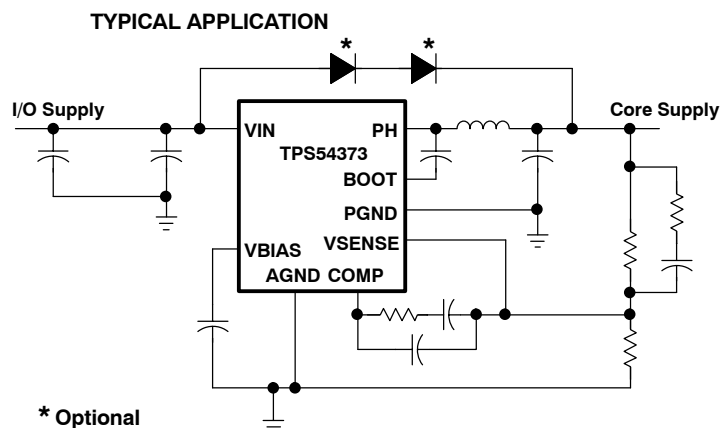 TYPICAL APPLICATION
* *
I/O Supply
Core Supply
VIN
PH
TPS54373
BOOT
PGND
VSENSE
VBIAS
AGND COMP
* Optional